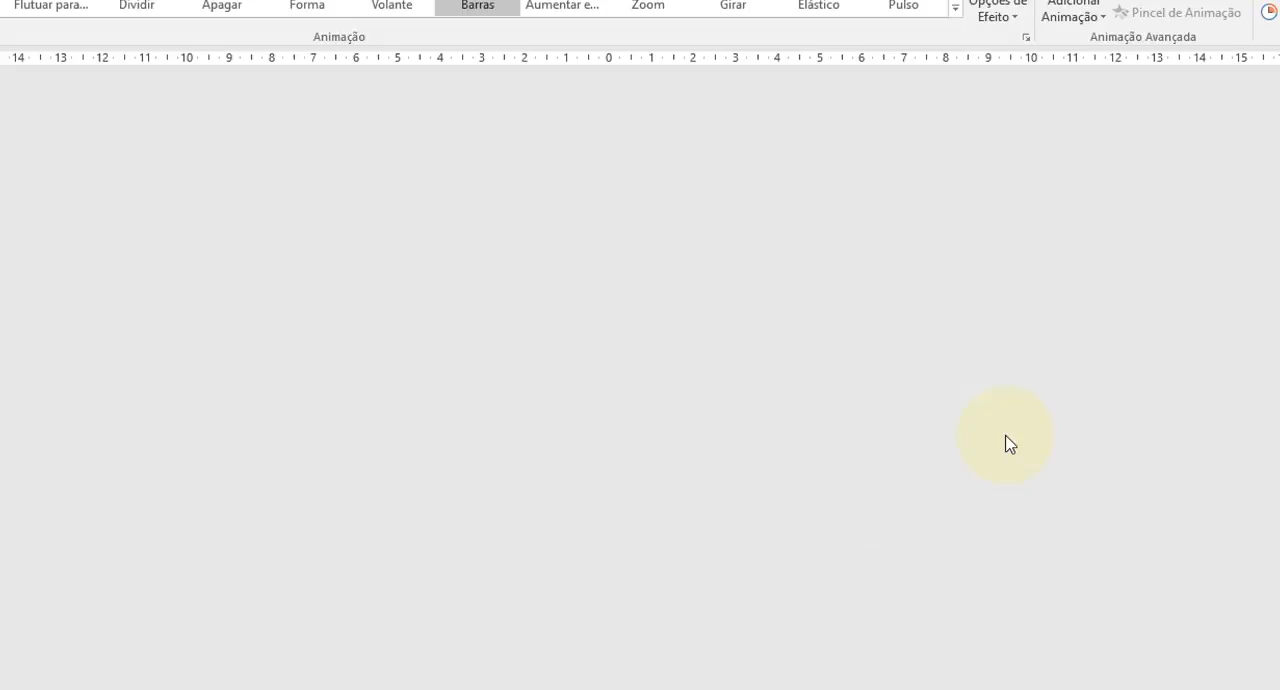 Flutuar para... Dividir Apagar Forma Volante Barras Aumentar e... Zoom Girar Elástico Pulso
Opções de Efeito
Adicionar Animação
Pincel de Animação
Animação Animação Avançada
14 13 12 11 10 9 8 7 6 5 4 3 2 1 0 1 2 3 4 5 6 7 8 9 10 11 12 13 14 15